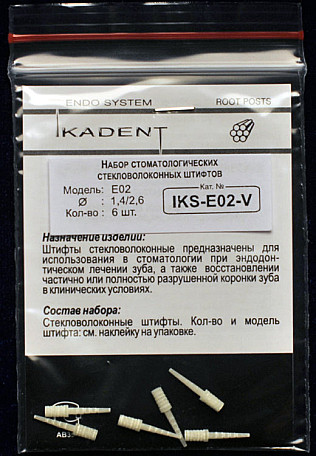 ENDO SYSTEM ROOT POSTS
IKADENT
НАБОР СТОМАТОЛОГИЧЕСКИХ
СТЕКЛОВОЛОКОННЫХ ШТИФТОВ
Модель: E02
Ø : 1,4/2,6
Кол-во : 6 шт.
Кат. №
IKS-E02-V
Назначение изделий:
Штифты стекловолоконные предназначены для
использования в стоматологии при эндодон-
тическом лечении зуба, а также восстановлении
частично или полностью разрушенной коронки зуба
в клинических условиях.
Состав набора:
Стекловолоконные штифты. Кол-во и модель
штифта: см. наклейку на упаковке.